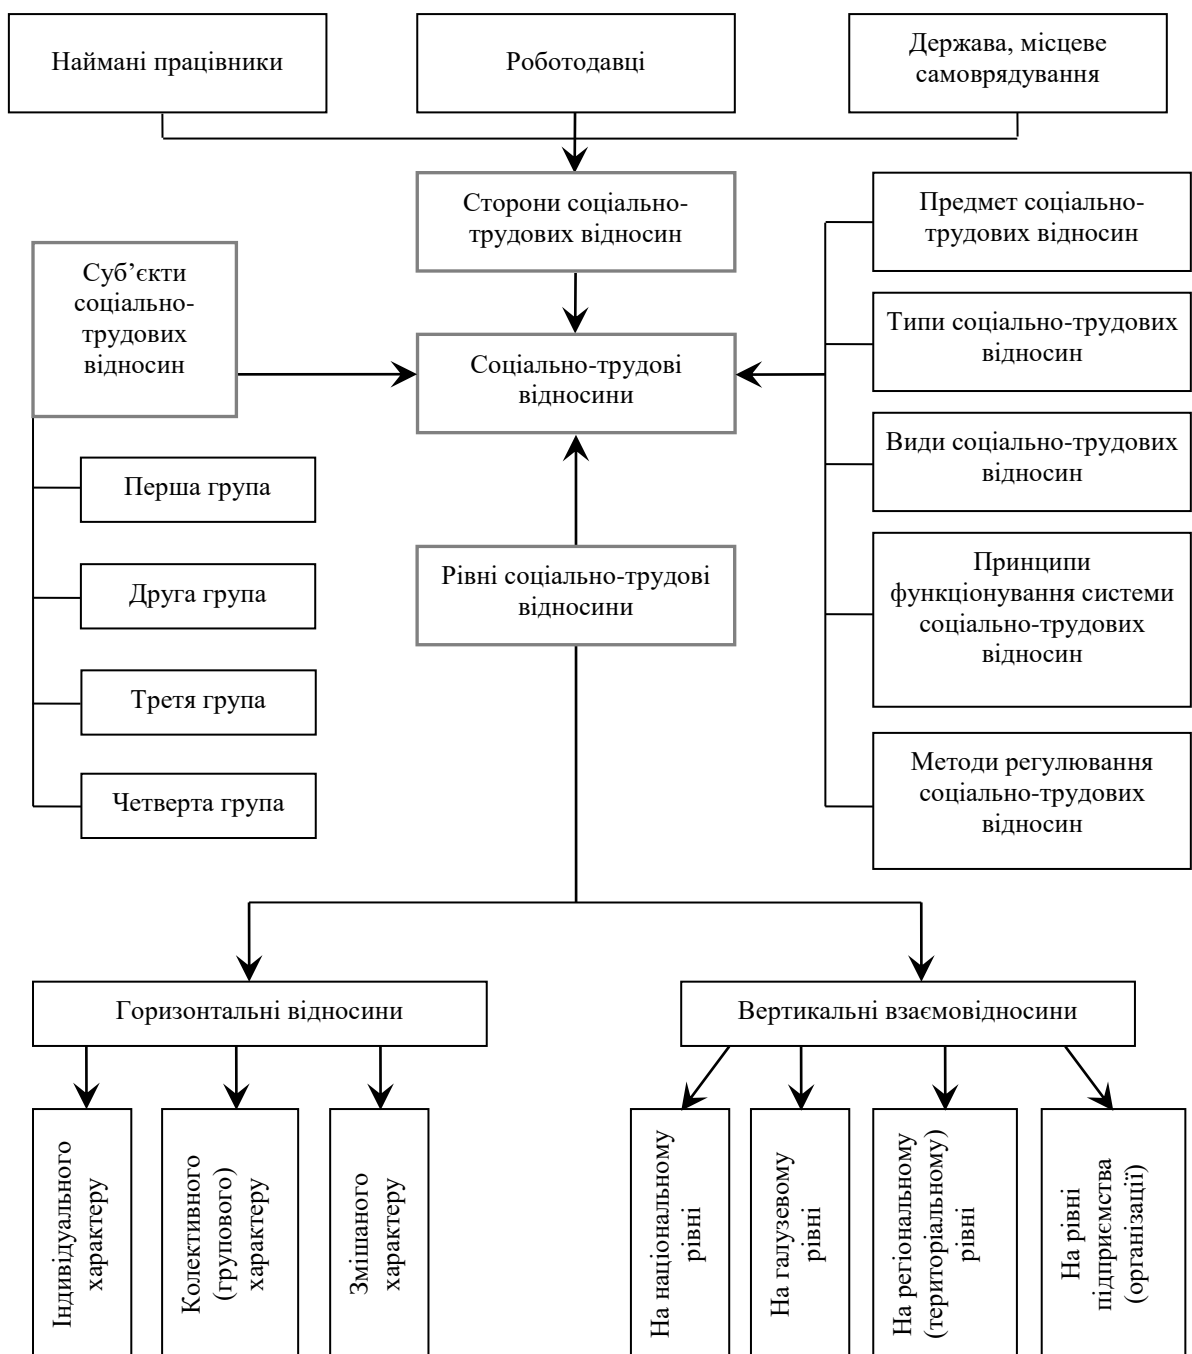 Наймані працівники
Роботодавці
Держава, місцеве
самоврядування
Сторони соціально-
трудових відносин
Предмет соціально-
трудових відносин
Суб’єкти
соціально-
трудових
відносин
Типи соціально-трудових
відносин
Соціально-трудові
відносини
Види соціально-трудових
відносин
Перша група
Друга група
Третя група
Четверта група
Рівні соціально-трудові
відносини
Принципи
функціонування системи
соціально-трудових
відносин
Методи регулювання
соціально-трудових
відносин
Горизонтальні відносини
Вертикальні взаємовідносини
Індивідуального
характеру
Колективного
(групового)
характеру
Змішаного
характеру
На національному
рівні
На галузевому
рівні
На регіональному
(територіальному)
рівні
На рівні
підприємства
(організації)